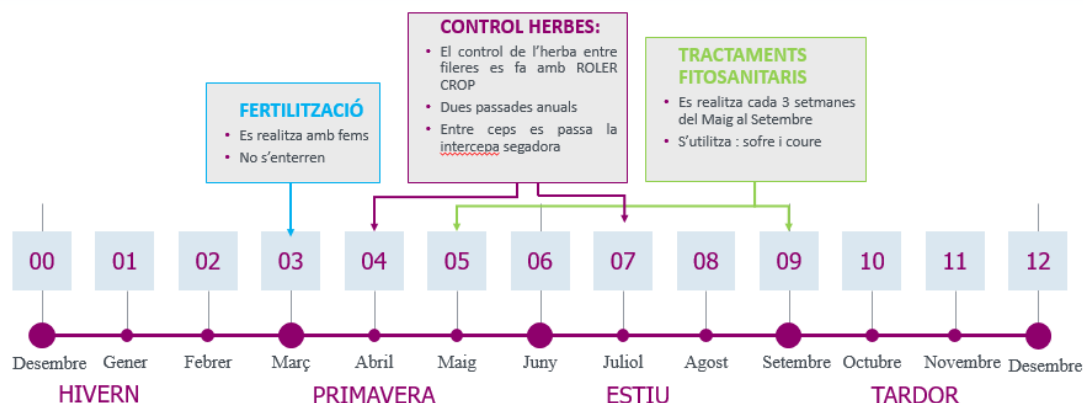 CONTROL HERBES:
• El control de l’herba entre
fileres es fa amb ROLER
CROP
• Dues passades anuals
• Entre ceps es passa la
intercepa segadora
TRACTAMENTS
FITOSANITARIS
• Es realitza cada 3 setmanes
del Maig al Setembre
• S’utilitza : sofre i coure
FERTILITZACIÓ
• Es realitza amb fems
• No s’enterren
00 01 02 03 04 05 06 07 08 09 10 11 12
Desembre Gener Febrer Març Abril Maig Juny Juliol Agost Setembre Octubre Novembre Desembre
HIVERN PRIMAVERA ESTIU TARDOR